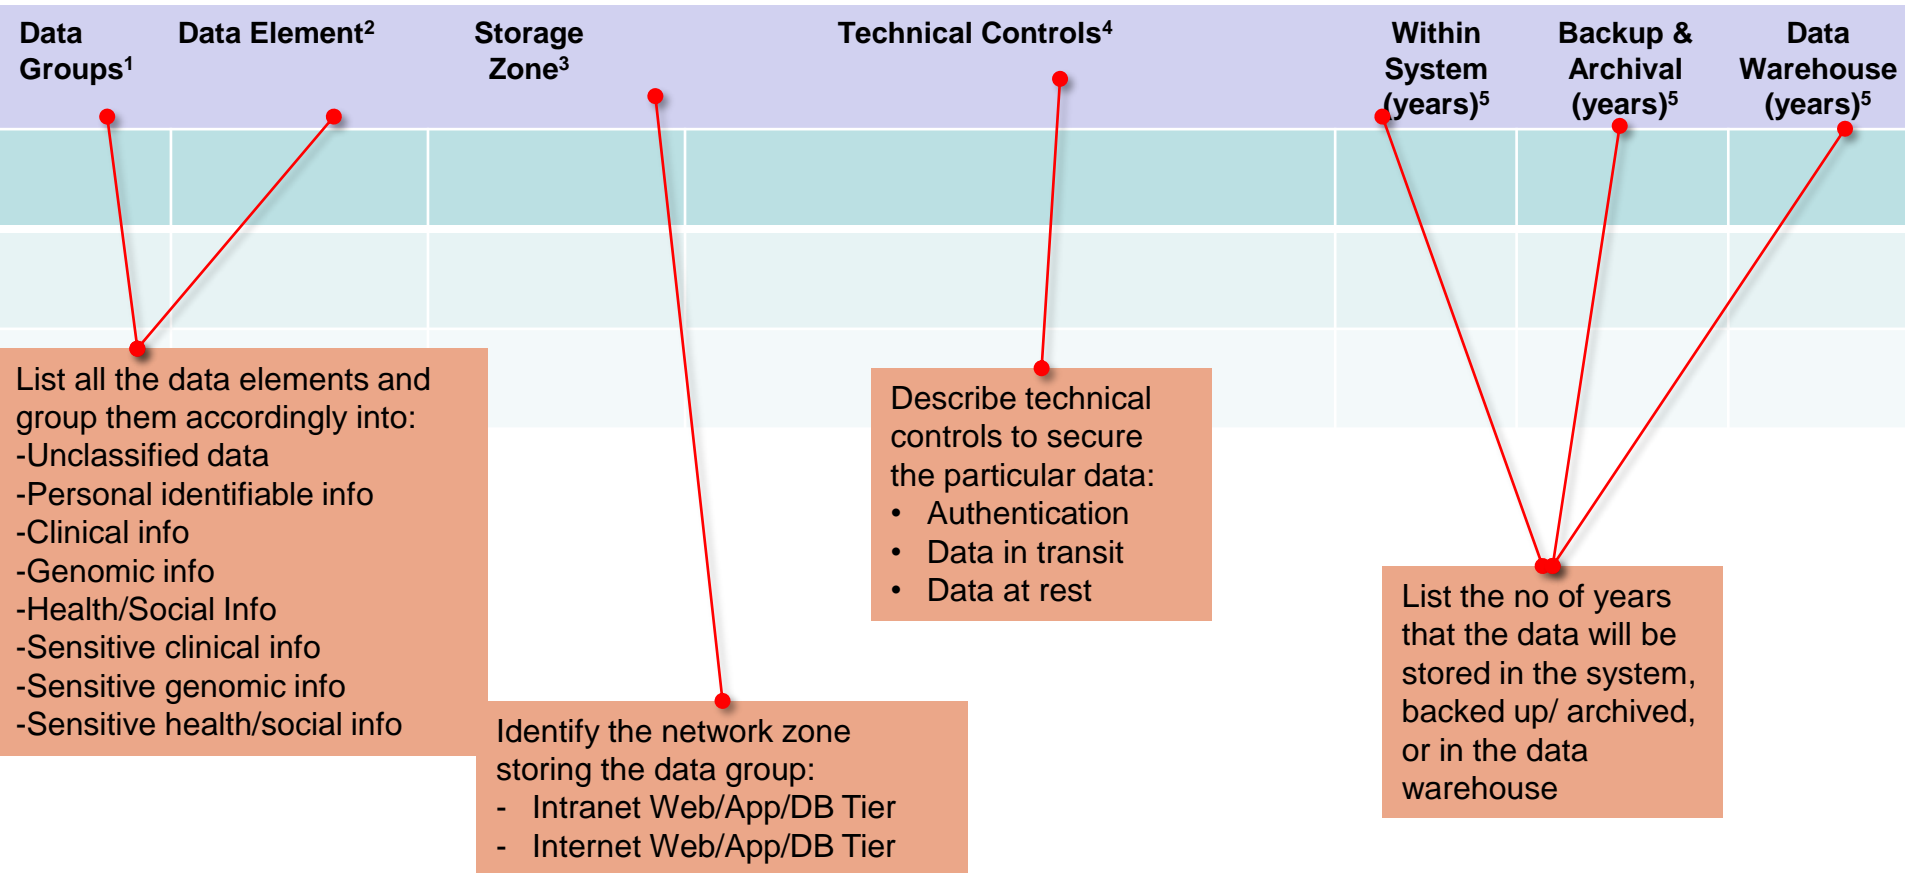 Data
Groups1
Data Element2
Storage
Zone3
Technical Controls4
Within
System
(years)5
Backup &
Archival
(years)5
Data
Warehouse
(years)5
List all the data elements and
group them accordingly into:
-Unclassified data
-Personal identifiable info
-Clinical info
-Genomic info
-Health/Social Info
-Sensitive clinical info
-Sensitive genomic info
-Sensitive health/social info
Identify the network zone
storing the data group:
- Intranet Web/App/DB Tier
- Internet Web/App/DB Tier
Describe technical
controls to secure
the particular data:
• Authentication
• Data in transit
• Data at rest
List the no of years
that the data will be
stored in the system,
backed up/ archived,
or in the data
warehouse